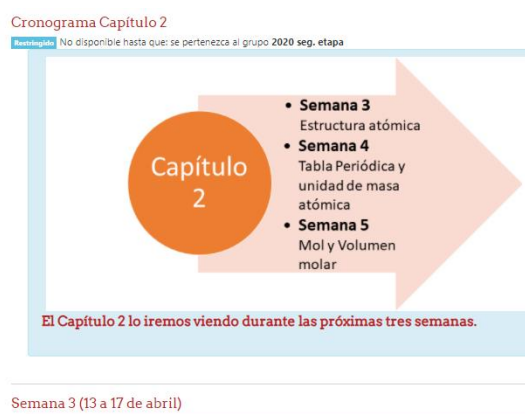 Cronograma Capítulo 2
Restringido No disponible hasta que: se pertenezca al grupo 2020 seg. etapa
Capítulo
2
• Semana 3
Estructura atómica
• Semana 4
Tabla Periódica y
unidad de masa
atómica
• Semana 5
Mol y Volumen
molar
El Capítulo 2 lo iremos viendo durante las próximas tres semanas.
Semana 3 (13 a 17 de abril)